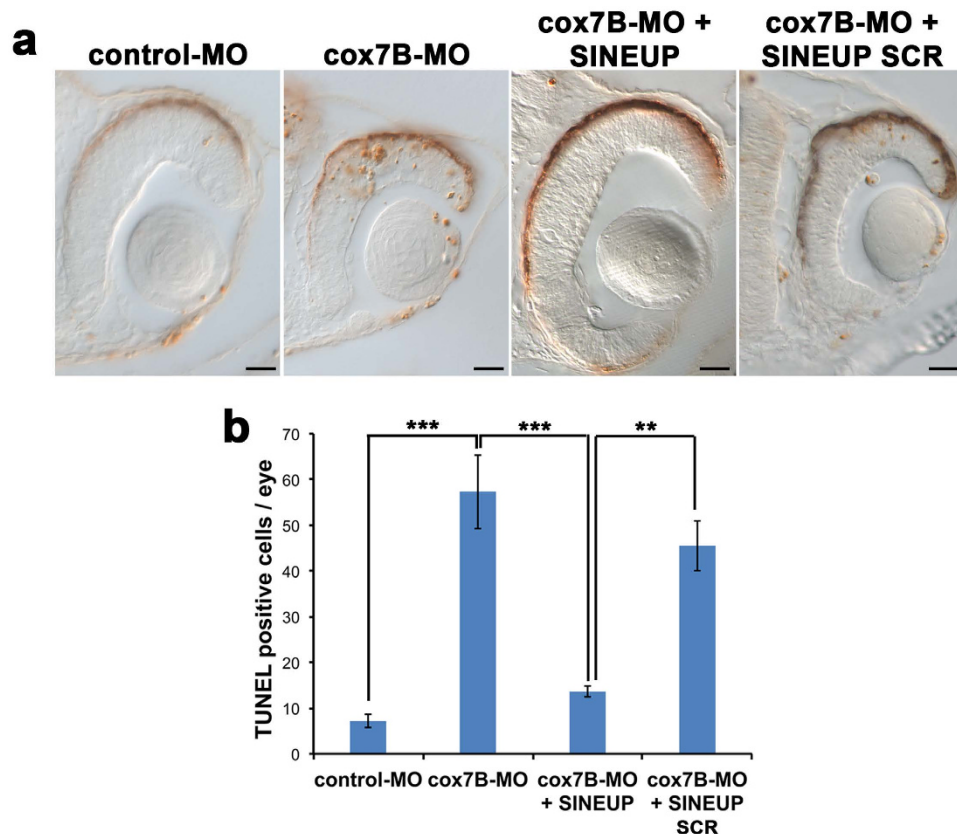 a
control-MO
cox7B-MO
cox7B-MO +
SINEUP
cox7B-MO +
SINEUP SCR
b
TUNEL positive cells / eye
70
60
50
40
30
20
10
0
***
***
**
control-MO
cox7B-MO
cox7B-MO
+ SINEUP
cox7B-MO
+ SINEUP
SCR